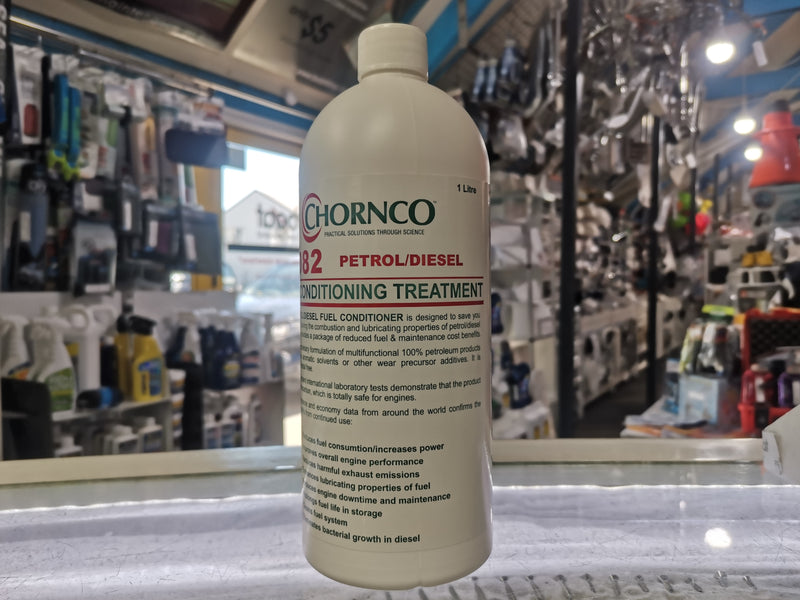 1 Litre
CHORNCO
PRACTICAL SOLUTIONS THROUGH SCIENCE
82 PETROL/DIESEL
ONDITIONING TREATMENT
DIESEL FUEL CONDITIONER is designed to save you
ing the combustion and lubricating properties of petrol/diesel
a package of reduced fuel & maintenance cost benefits.
formulation of multifunctional 100% petroleum products
solvents or other wear precursor additives. It is
free.
international laboratory tests demonstrate that the product
which is totally safe for engines.
and economy data from around the world confirms the
from continued use:
fuel consumtion/increases power
overall engine performance
harmful exhaust emissions
lubricating properties of fuel
engine downtime and maintenance
fuel life in storage
fuel system
bacterial growth in diesel